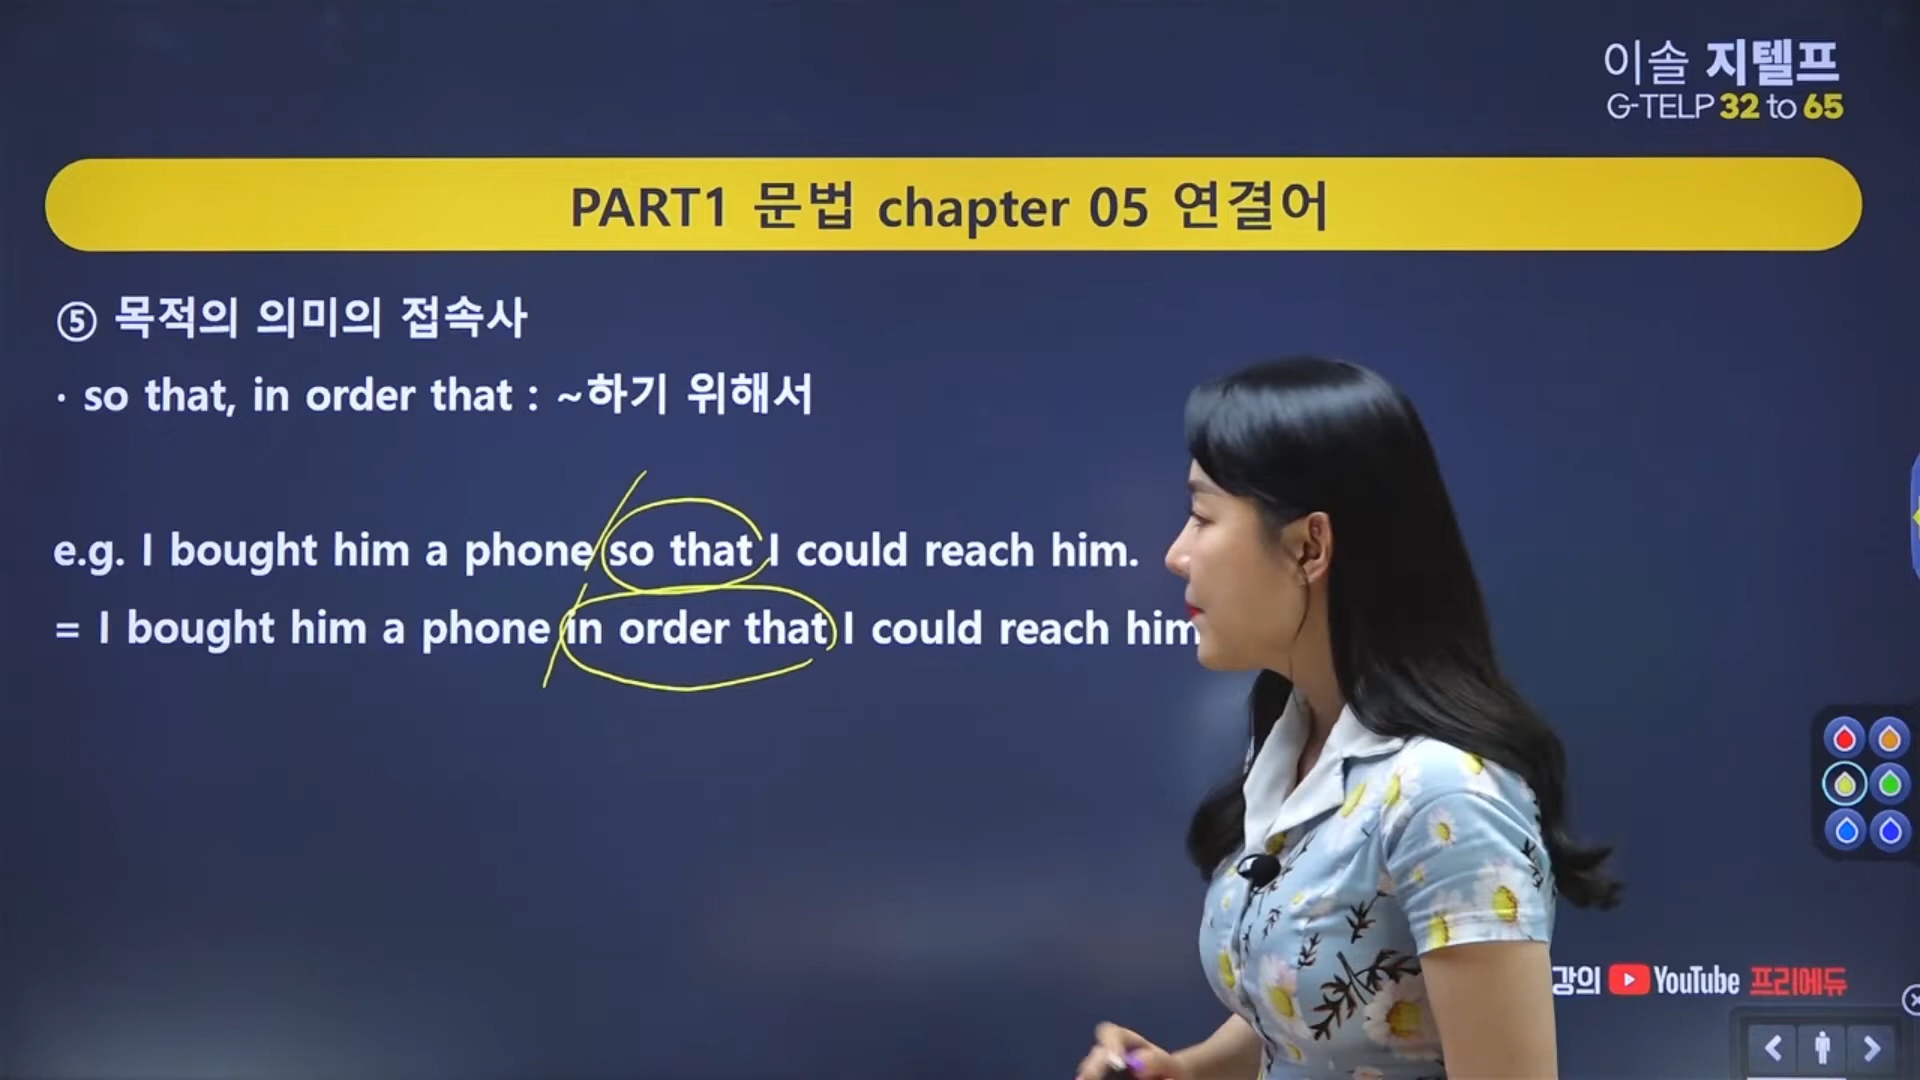 이솔 지텔프
G-TELP 32 to 65
PART1 문법 chapter 05 연결어
⑤ 목적의 의미의 접속사
· so that, in order that : ~하기 위해서
e.g. I bought him a phone so that I could reach him.
= I bought him a phone in order that I could reach him
강의 YouTube 프리에듀